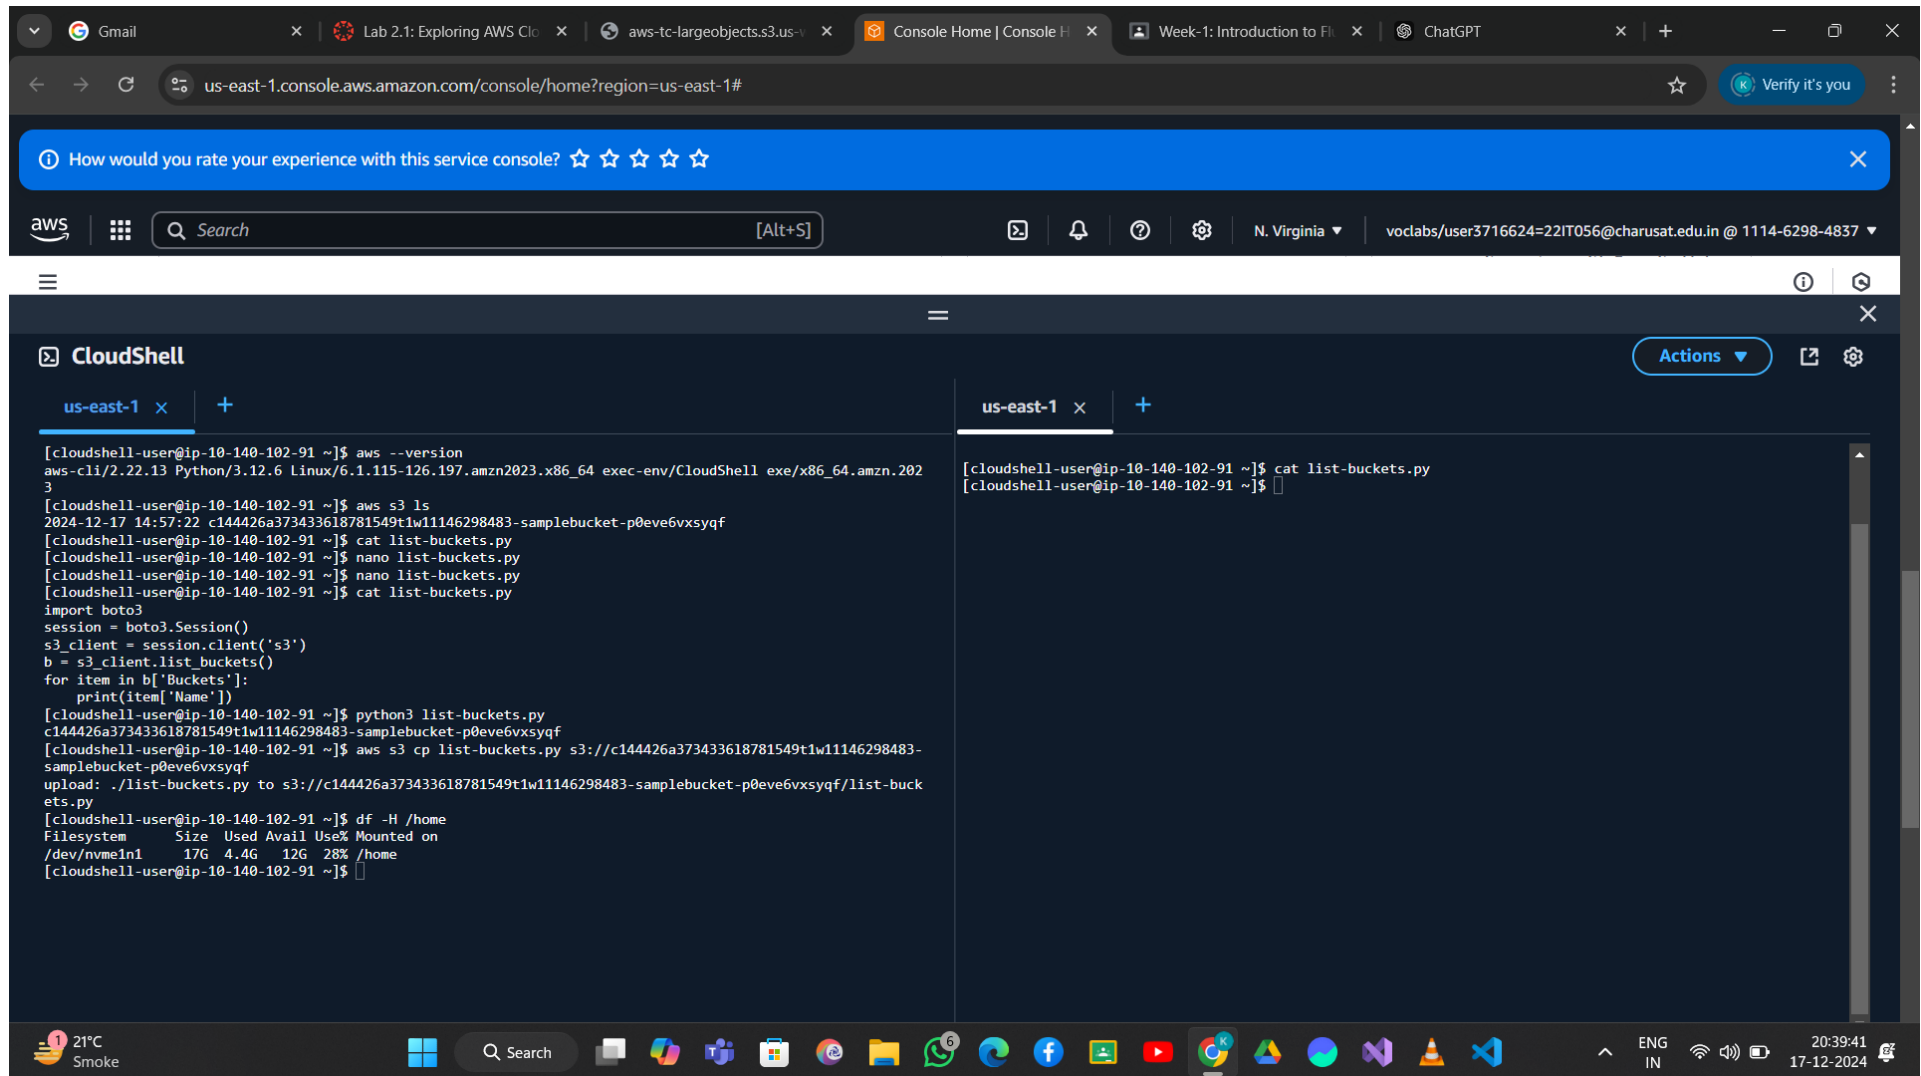 Gmail
Lab 2.1: Exploring AWS Clo
aws-tc-largeobjects.s3.us-w
Console Home | Console H
Week-1: Introduction to Flu
ChatGPT
us-east-1.console.aws.amazon.com/console/home?region=us-east-1#
K
Verify it's you
How would you rate your experience with this service console?
aws
Search
[Alt+S]
N. Virginia
voclabs/user3716624=22IT056@charusat.edu.in @ 1114-6298-4837
CloudShell
Actions
us-east-1
[cloudshell-user@ip-10-140-102-91 ~]$ aws --version
aws-cli/2.22.13 Python/3.12.6 Linux/6.1.115-126.197.amzn2023.x86_64 exec-env/CloudShell exe/x86_64.amzn.202
3
[cloudshell-user@ip-10-140-102-91 ~]$ aws s3 ls
2024-12-17 14:57:22 c144426a373433618781549t1w11146298483-samplebucket-p0eve6vxsyqf
[cloudshell-user@ip-10-140-102-91 ~]$ cat list-buckets.py
[cloudshell-user@ip-10-140-102-91 ~]$ nano list-buckets.py
[cloudshell-user@ip-10-140-102-91 ~]$ nano list-buckets.py
[cloudshell-user@ip-10-140-102-91 ~]$ cat list-buckets.py
import boto3
session = boto3.Session()
s3_client = session.client('s3')
b = s3_client.list_buckets()
for item in b['Buckets']:
    print(item['Name'])
[cloudshell-user@ip-10-140-102-91 ~]$ python3 list-buckets.py
c144426a373433618781549t1w11146298483-samplebucket-p0eve6vxsyqf
[cloudshell-user@ip-10-140-102-91 ~]$ aws s3 cp list-buckets.py s3://c144426a373433618781549t1w11146298483-
samplebucket-p0eve6vxsyqf
upload: ./list-buckets.py to s3://c144426a373433618781549t1w11146298483-samplebucket-p0eve6vxsyqf/list-buck
ets.py
[cloudshell-user@ip-10-140-102-91 ~]$ df -H /home
Filesystem      Size  Used Avail Use% Mounted on
/dev/nvme1n1     17G  4.4G   12G  28% /home
[cloudshell-user@ip-10-140-102-91 ~]$
us-east-1
[cloudshell-user@ip-10-140-102-91 ~]$ cat list-buckets.py
[cloudshell-user@ip-10-140-102-91 ~]$
1
21°C
Smoke
Search
6
K
ENG
IN
20:39:41
17-12-2024